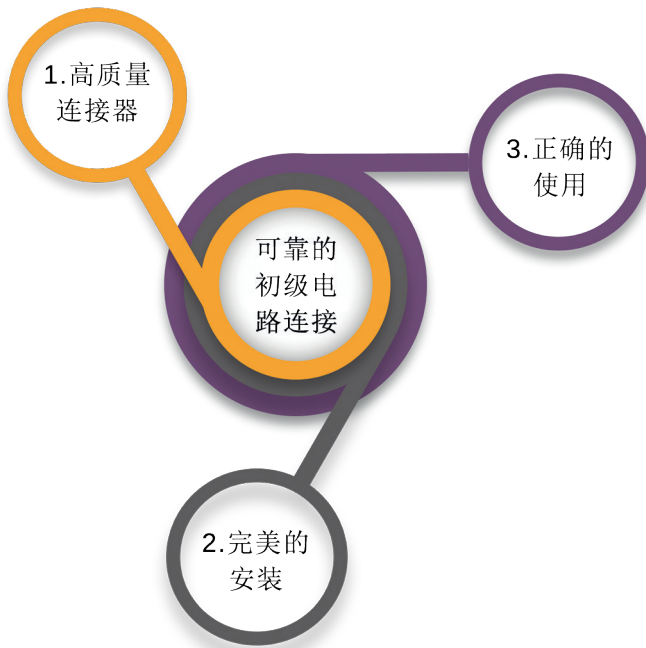 1.高质量
连接器
3.正确的
使用
可靠的
初级电
路连接
2.完美的
安装